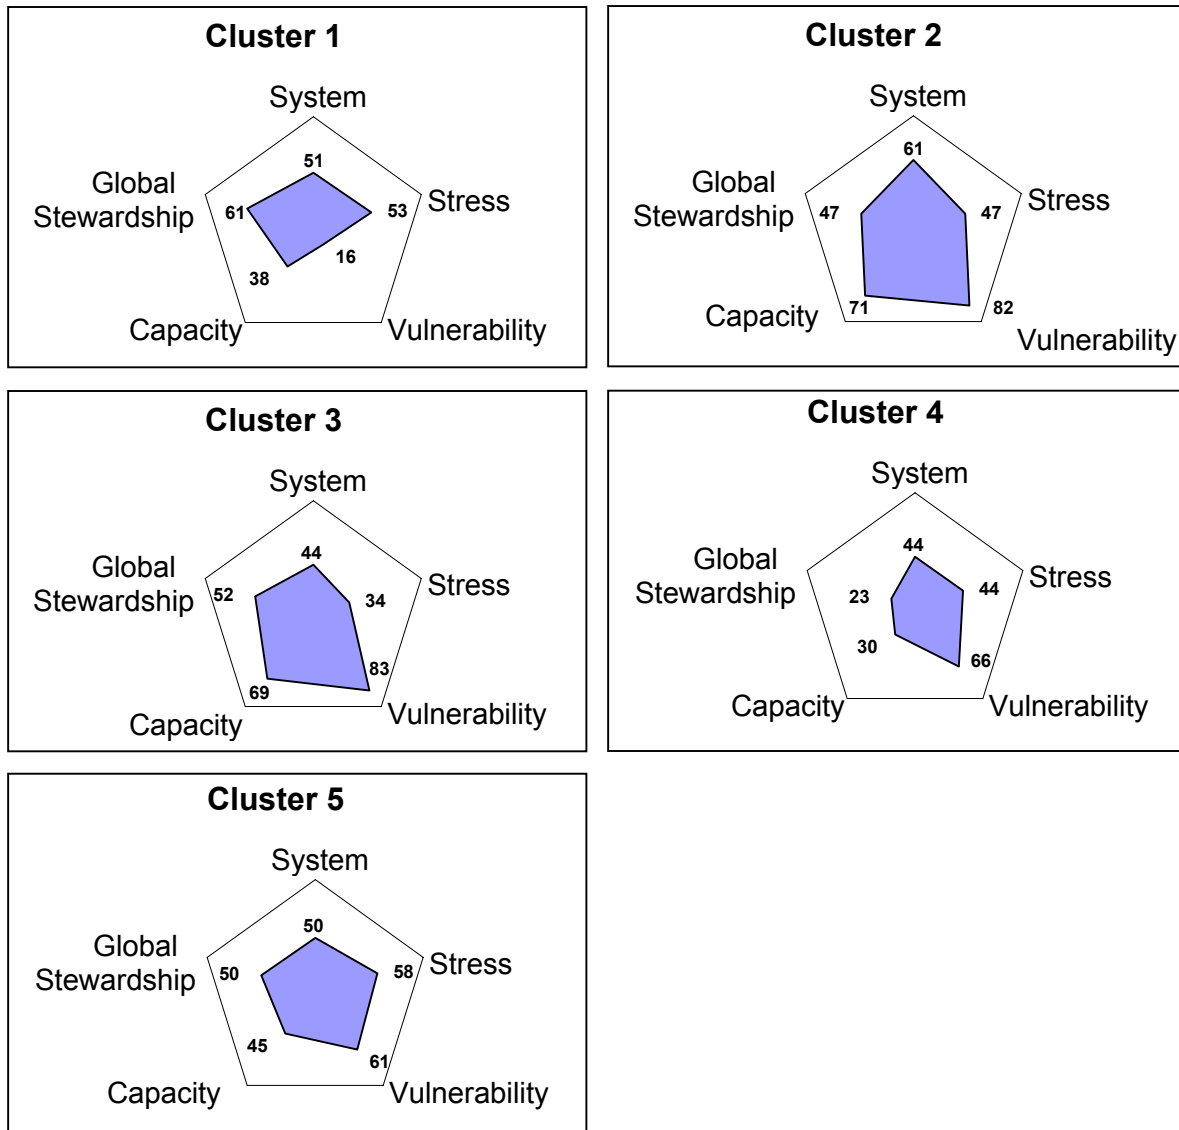 Cluster 1
System
51
Global
Stewardship
61
53
Stress
16
38
Capacity
Vulnerability
Cluster 2
System
61
Global
Stewardship
47
47
Stress
71
82
Capacity
Vulnerability
Cluster 3
System
44
Global
Stewardship
52
34
Stress
83
69
Capacity
Vulnerability
Cluster 4
System
44
Global
Stewardship
23
44
Stress
30
66
Capacity
Vulnerability
Cluster 5
System
50
Global
Stewardship
50
58
Stress
45
61
Capacity
Vulnerability